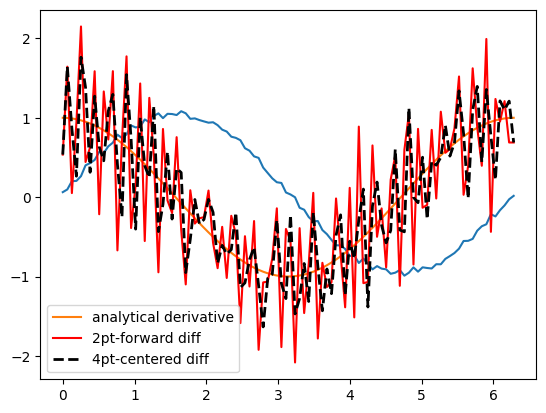 2
1
0
−1
−2
analytical derivative
2pt-forward diff
4pt-centered diff
0 1 2 3 4 5 6